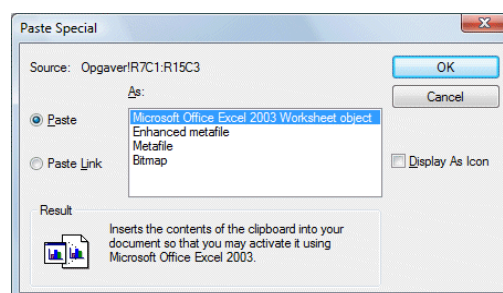 Paste Special
Source: Opgaver!R7C1:R15C3
As:
OK
Cancel
Paste
Paste Link
Microsoft Office Excel 2003 Worksheet object
Enhanced metafile
Metafile
Bitmap
Display As Icon
Result
Inserts the contents of the clipboard into your
document so that you may activate it using
Microsoft Office Excel 2003.